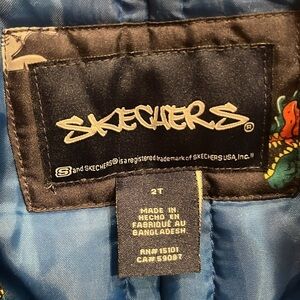 SKECHERS®
S and SKECHERS® is a registered trademark of SKECHERS USA, Inc.®
2T
MADE IN
HECHO EN
FABRIQUÉ AU
BANGLADESH
RN# 15101
CA# 59087